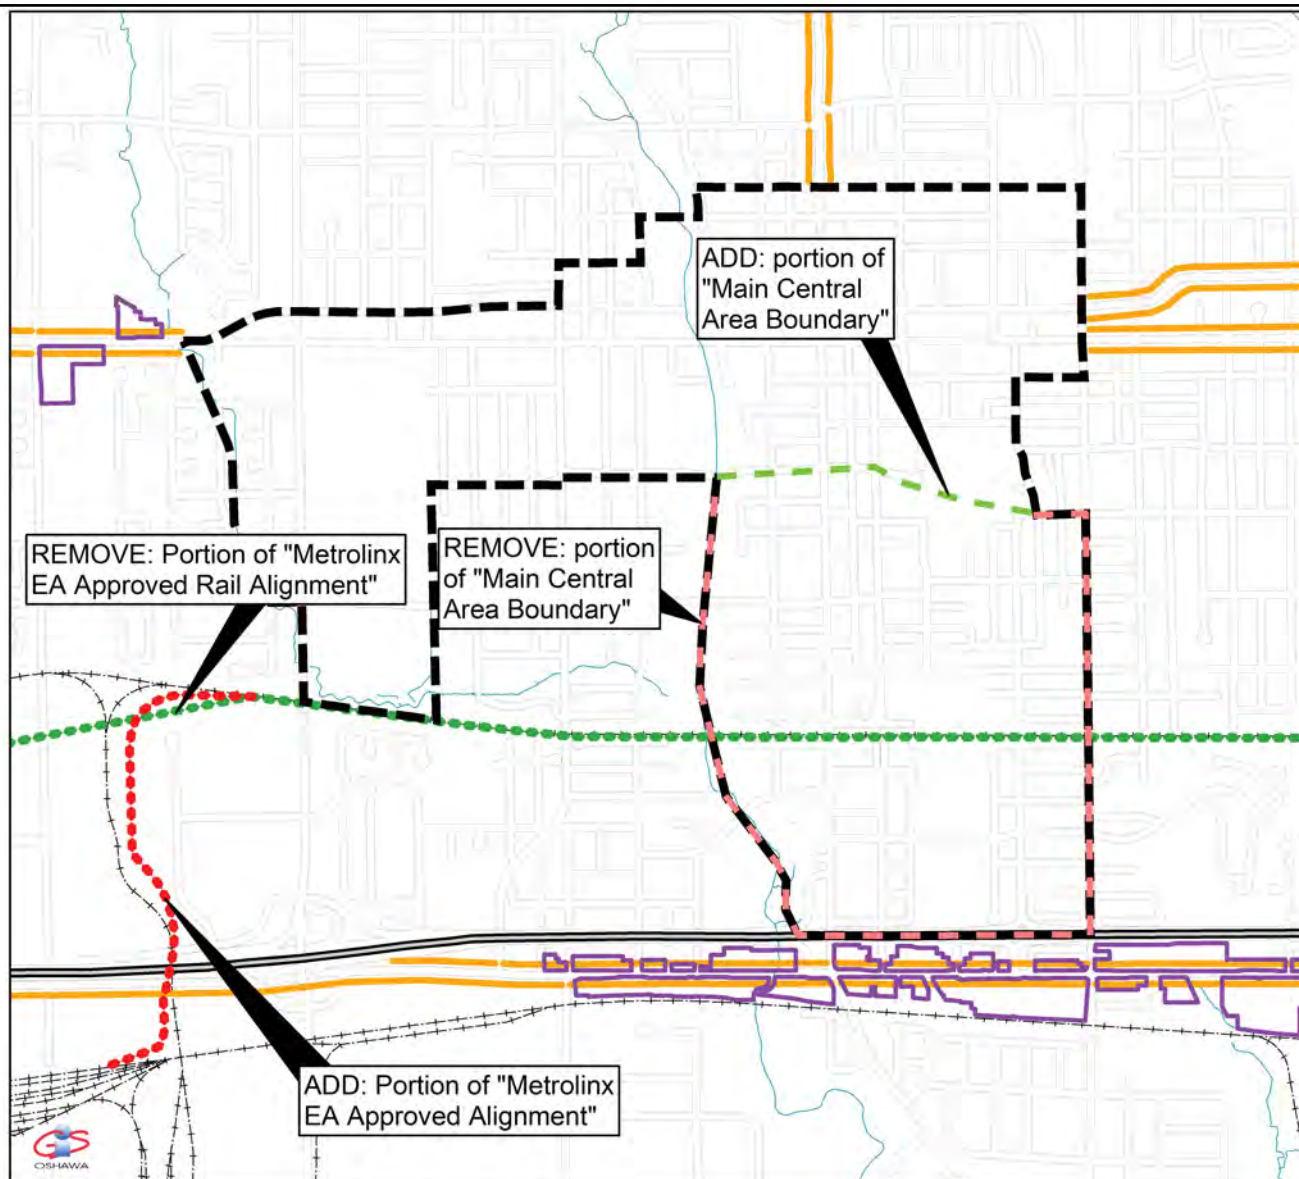 ADD: portion of
"Main Central
Area Boundary"
REMOVE: Portion of "Metrolinx
EA Approved Rail Alignment"
REMOVE: portion
of "Main Central
Area Boundary"
ADD: Portion of "Metrolinx
EA Approved Alignment"
GiS
OSHAWA